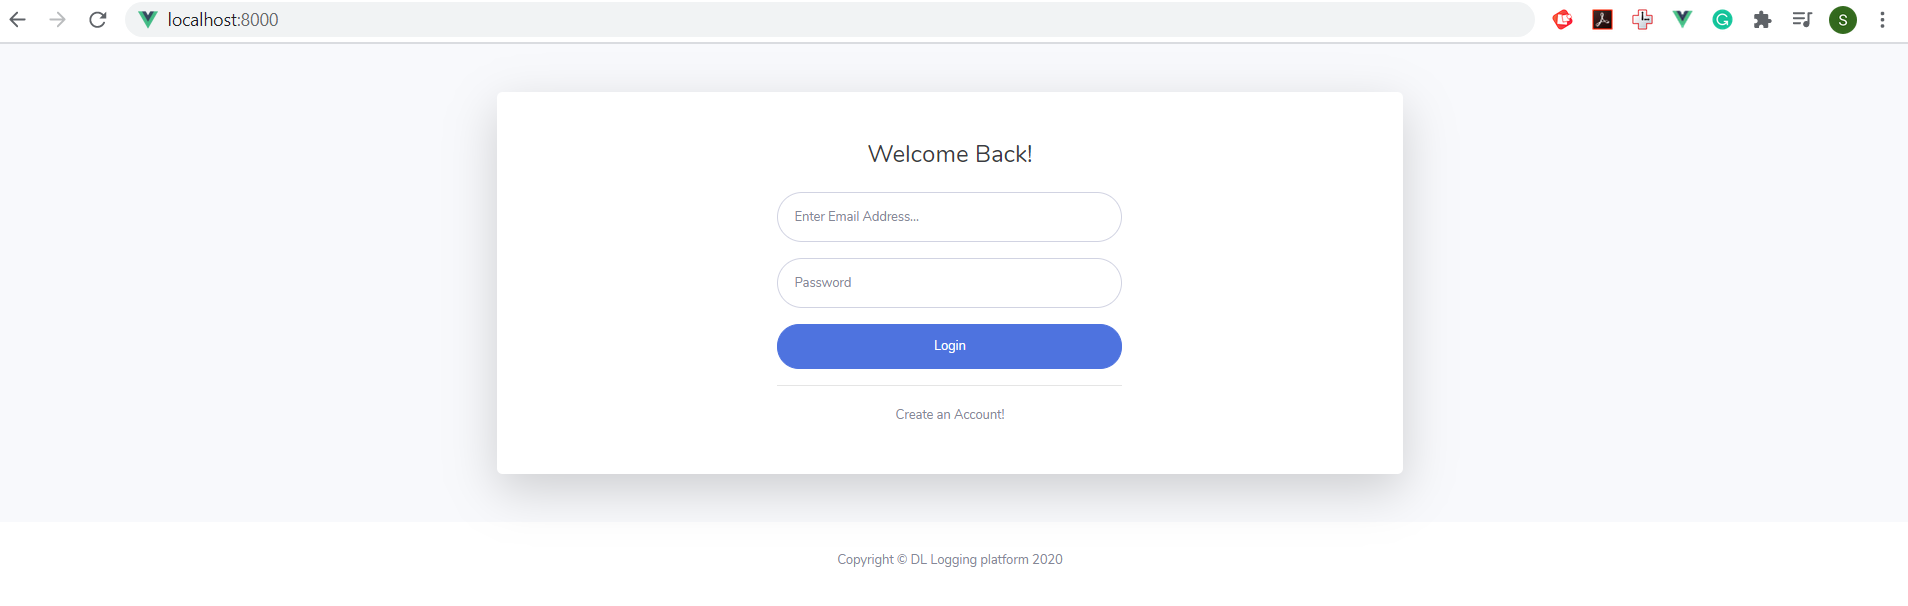 localhost:8000
S
Welcome Back!
Enter Email Address...
Password
Login
Create an Account!
Copyright © DL Logging platform 2020